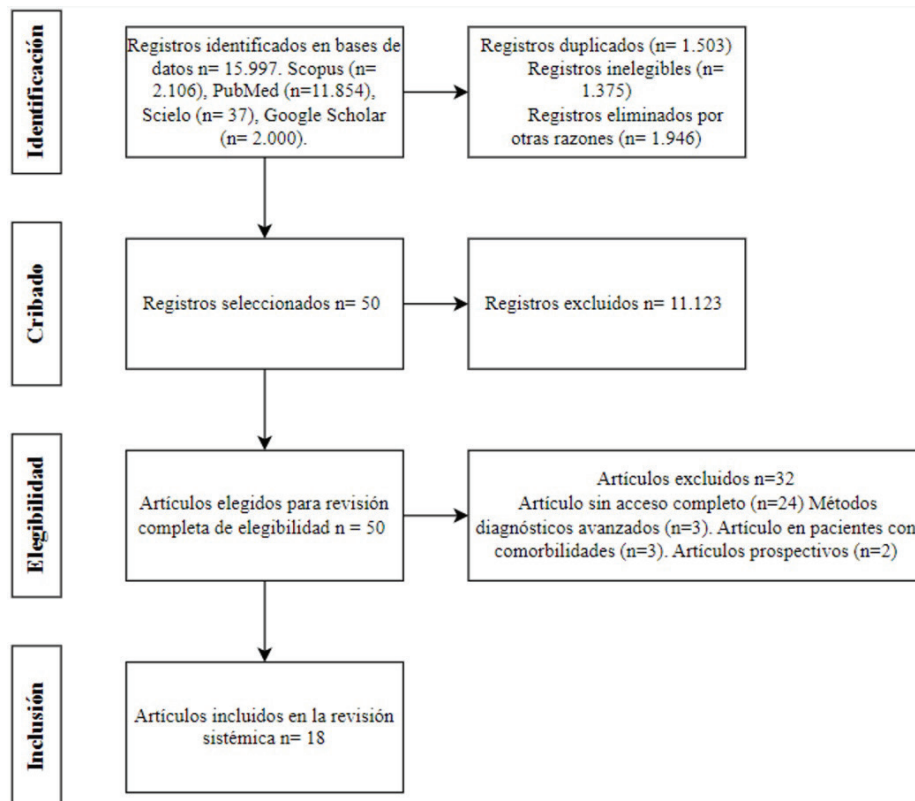 Identificación
Registros identificados en bases de
datos n= 15.997. Scopus (n=
2.106), PubMed (n=11.854),
Scielo (n= 37), Google Scholar
(n= 2.000).
Registros duplicados (n= 1.503)
Registros inelegibles (n=
1.375)
Registros eliminados por
otras razones (n= 1.946)
Cribado
Registros seleccionados n= 50
Registros excluidos n= 11.123
Elegibilidad
Artículos elegidos para revisión
completa de elegibilidad n = 50
Artículos excluidos n=32
Artículo sin acceso completo (n=24) Métodos
diagnósticos avanzados (n=3). Artículo en pacientes con
comorbilidades (n=3). Artículos prospectivos (n=2)
Inclusión
Artículos incluidos en la revisión
sistémica n= 18